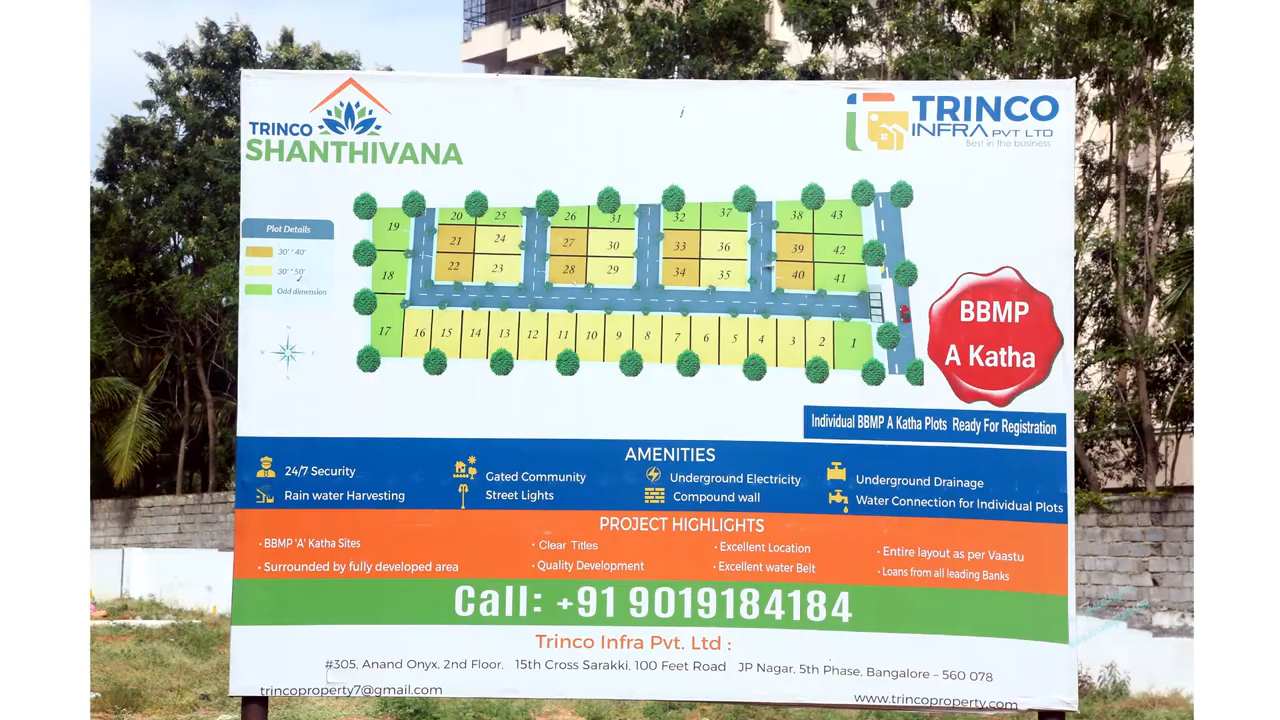 TRINCO
SHANTHIVANA
TRINCO
INFRA PVT LTD
Best in the business
Plot Details
30' * 40'
30' * 50'
Odd dimension
19 20 25 26 31 32 37 38 43
21 24 27 30 33 36 39 42
18 22 23 28 29 34 35 40 41
17 16 15 14 13 12 11 10 9 8 7 6 5 4 3 2 1
N
W E
S
BBMP
A Katha
Individual BBMP A Katha Plots Ready For Registration
AMENITIES
24/7 Security
Gated Community
Underground Electricity
Underground Drainage
Rain water Harvesting
Street Lights
Compound wall
Water Connection for Individual Plots
PROJECT HIGHLIGHTS
• BBMP 'A' Katha Sites
• Clear Titles
• Excellent Location
• Entire layout as per Vaastu
• Surrounded by fully developed area
• Quality Development
• Excellent water Belt
• Loans from all leading Banks
Call: +91 9019184184
Trinco Infra Pvt. Ltd :
#305, Anand Onyx, 2nd Floor, 15th Cross Sarakki, 100 Feet Road JP Nagar, 5th Phase, Bangalore – 560 078
trincoproperty7@gmail.com
www.trincoproperty.com